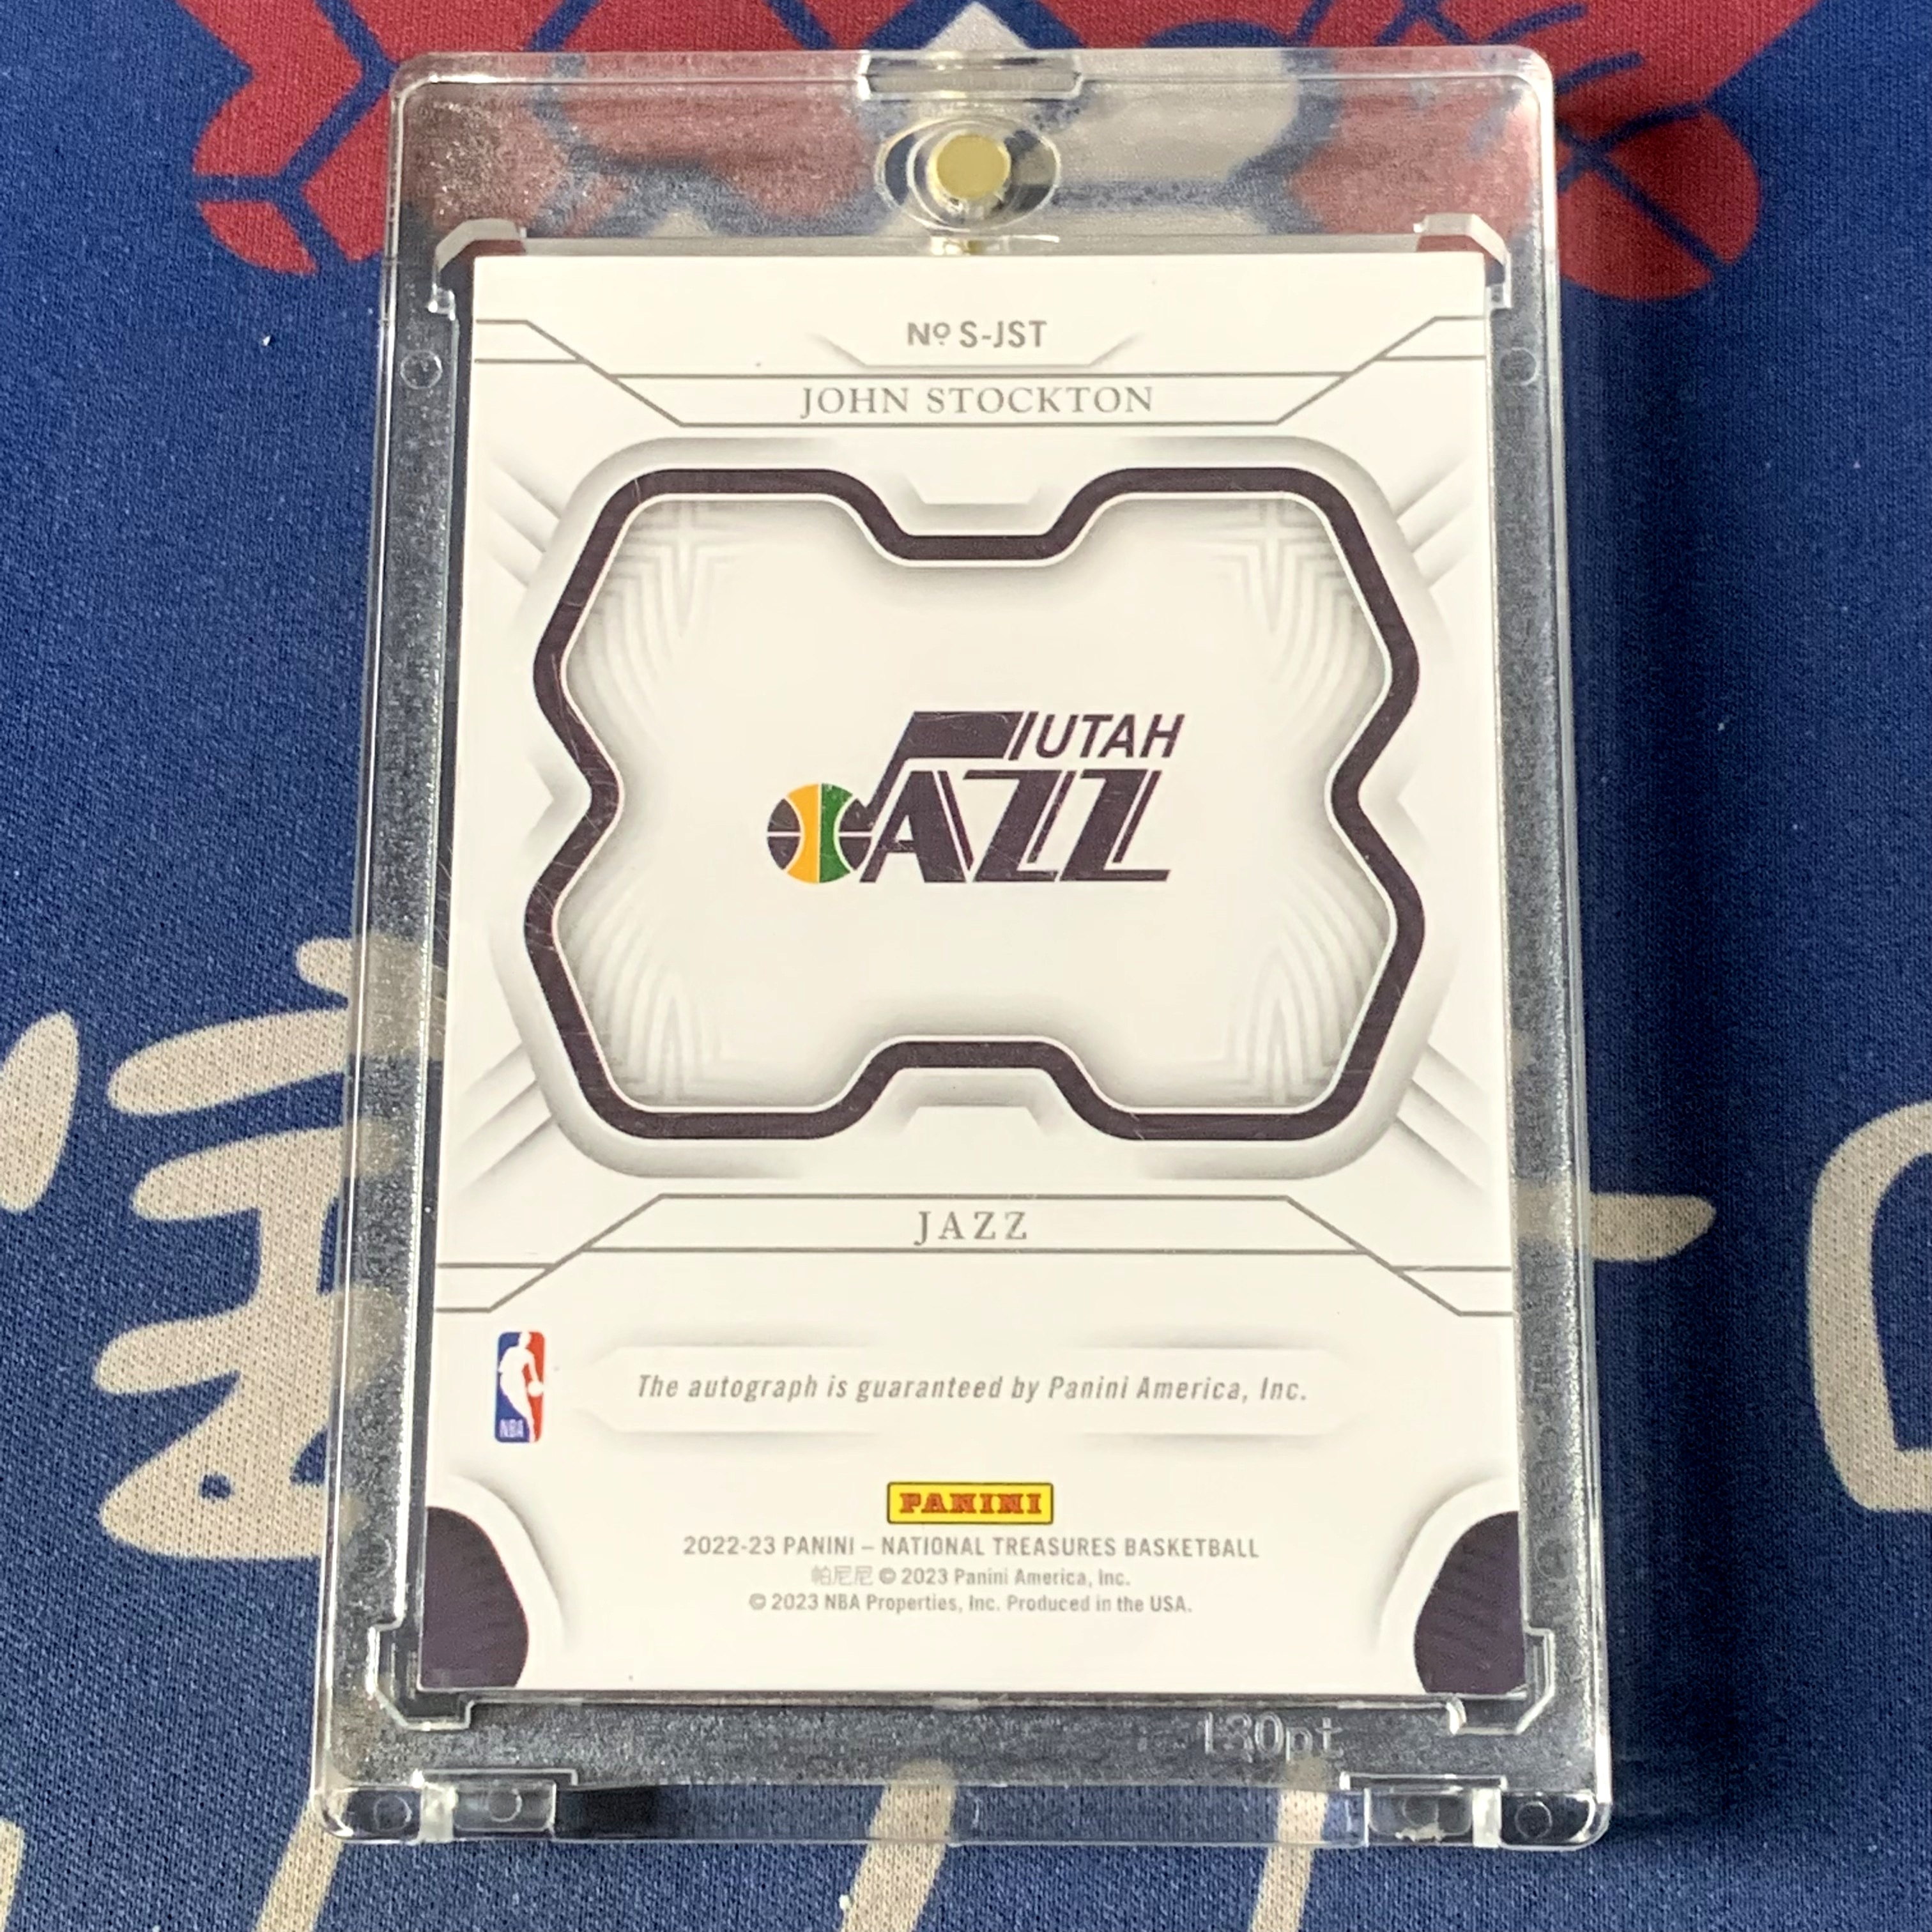 Nº S-JST
JOHN STOCKTON
UTAH
JAZZ
JAZZ
NBA
The autograph is guaranteed by Panini America, Inc.
PANINI
2022-23 PANINI – NATIONAL TREASURES BASKETBALL
帕尼尼 © 2023 Panini America, Inc.
© 2023 NBA Properties, Inc. Produced in the USA.
130pt